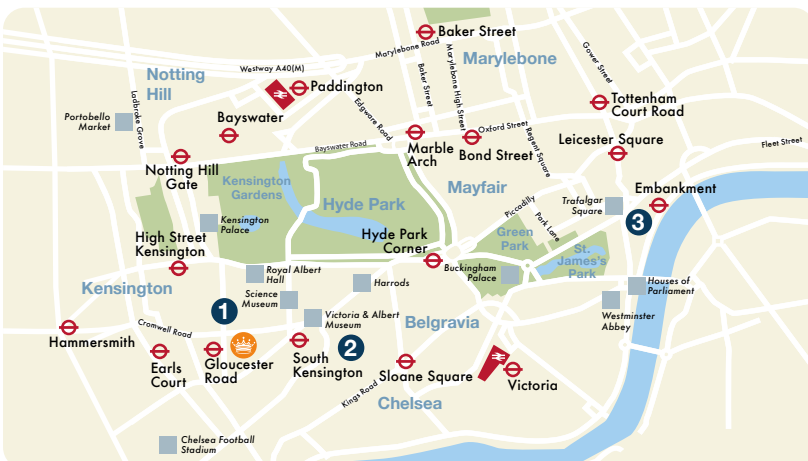 Baker Street
Marylebone Road
Marylebone
Gower Street
Westway A40(M)
Notting
Hill
Paddington
Baker Street
Marylebone High Street
Ladbroke Grove
Portobello
Market
Bayswater
Edgware Road
Tottenham
Court Road
Oxford Street
Regent Square
Leicester Square
Fleet Street
Bayswater Road
Marble
Arch
Bond Street
Notting Hill
Gate
Kensington
Gardens
Mayfair
Embankment
Hyde Park
Piccadilly
Park Lane
Trafalgar
Square
3
Kensington
Palace
High Street
Kensington
Hyde Park
Corner
Green
Park
St.
James's
Park
Buckingham
Palace
Royal Albert
Hall
Harrods
Houses of
Parliament
Kensington
Science
Museum
1
Victoria & Albert
Museum
Belgravia
Westminster
Abbey
Cromwell Road
Hammersmith
2
Earls
Court
Gloucester
Road
South
Kensington
Sloane Square
Victoria
Kings Road
Chelsea
Chelsea Football
Stadium